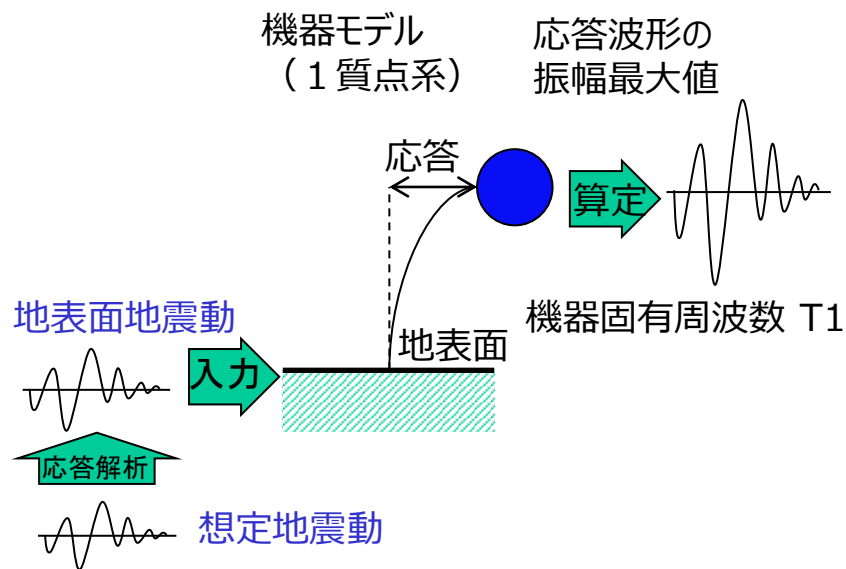 機器モデル
（１質点系）
応答波形の
振幅最大値
応答
算定
機器固有周波数 T1
地表面地震動
入力
地表面
応答解析
想定地震動